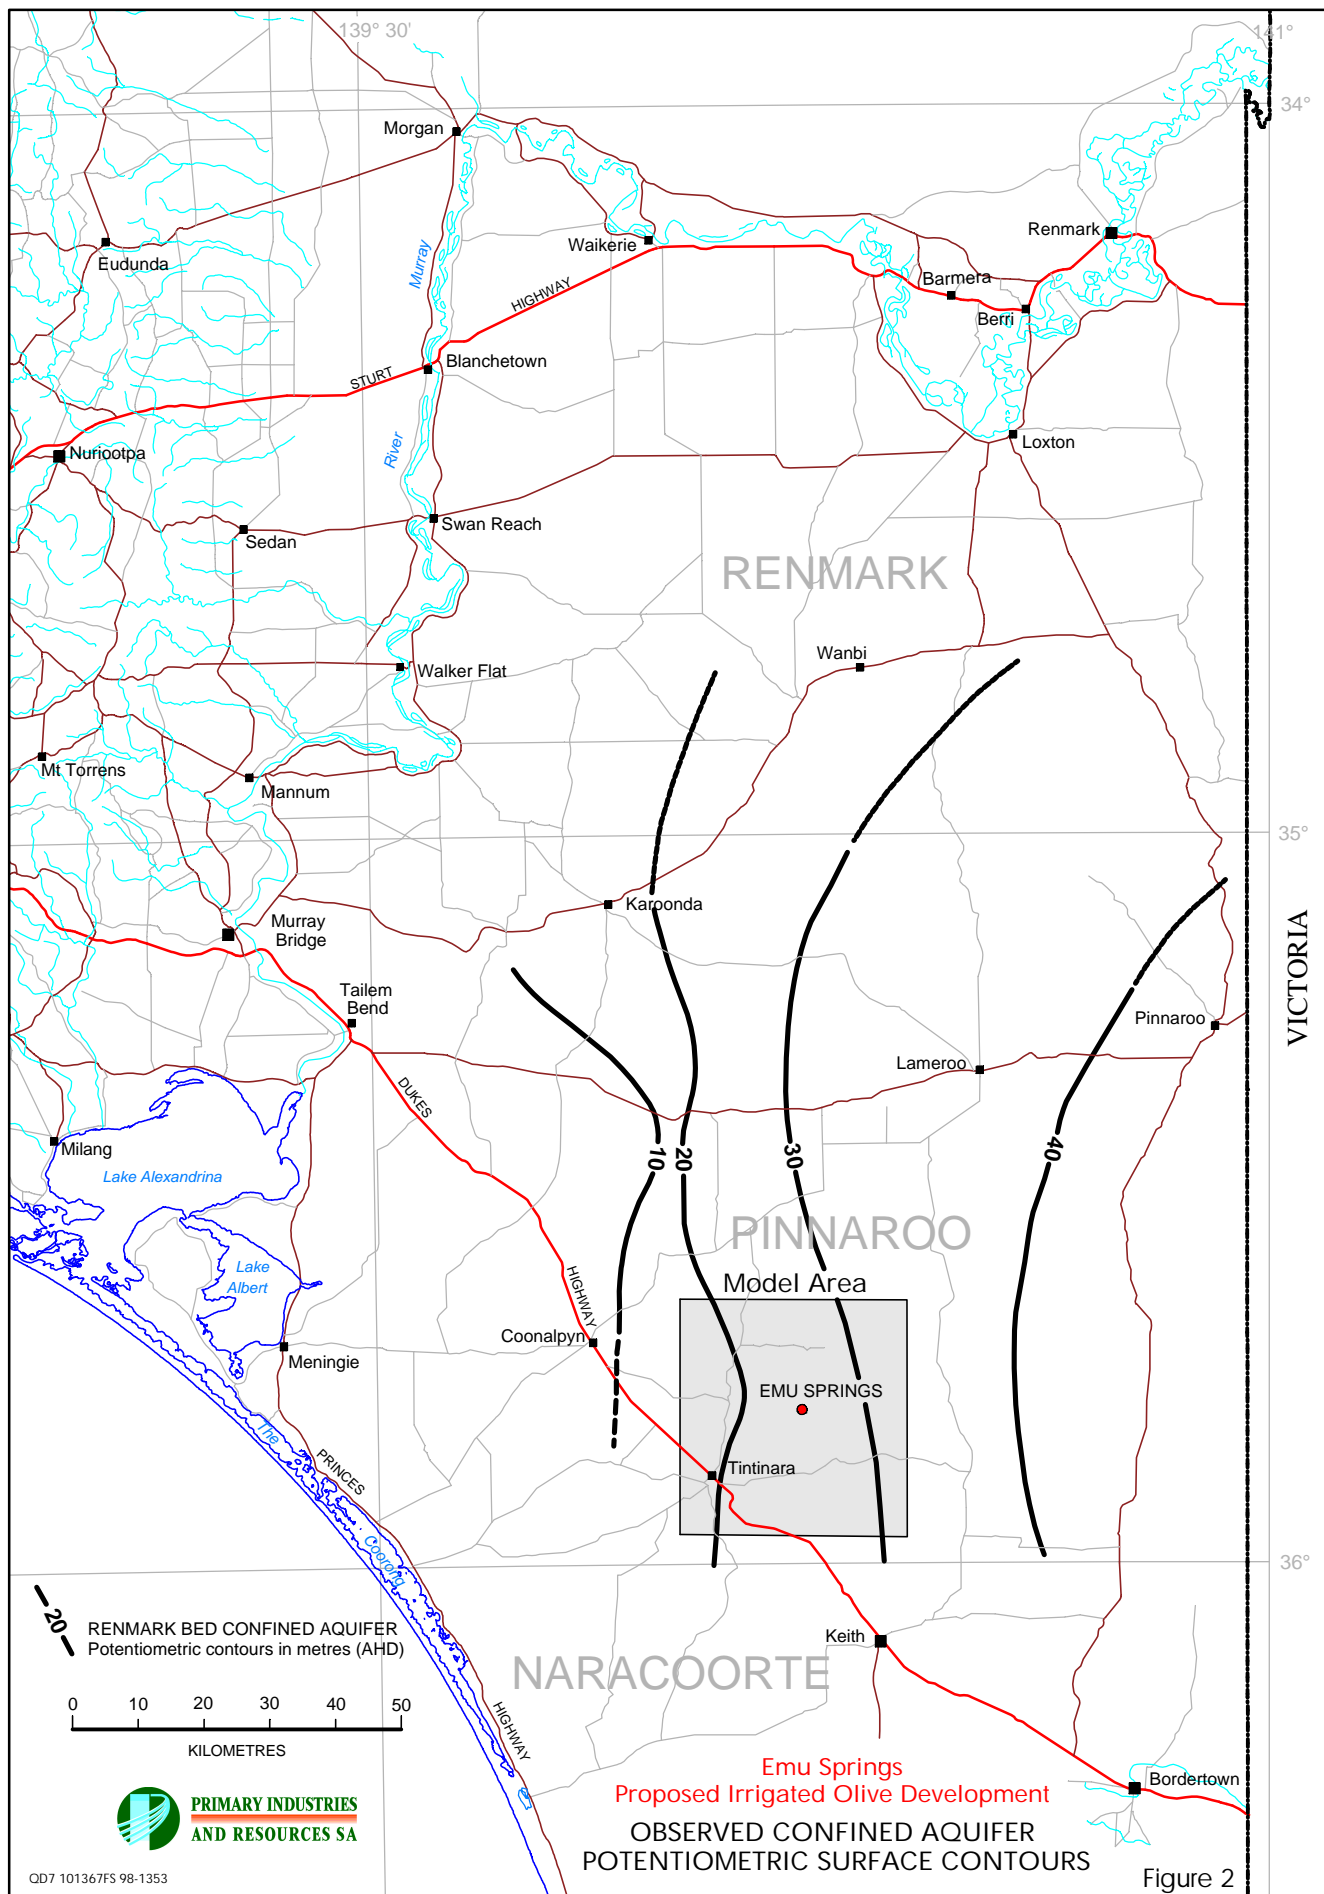 139° 30'
141°
34°
Morgan
Renmark
Waikerie
Eudunda
Murray
HIGHWAY
Barmera
Berri
Blanchetown
STURT
Loxton
River
Nuriootpa
Swan Reach
Sedan
RENMARK
Wanbi
Walker Flat
Mt Torrens
Mannum
35°
Karoonda
Murray
Bridge
VICTORIA
Tailem
Bend
Pinnaroo
Lameroo
DUKES
Milang
10
20
30
40
Lake Alexandrina
PINNAROO
Lake
Albert
Model Area
HIGHWAY
Coonalpyn
Meningie
EMU SPRINGS
The
PRINCES
Tintinara
Coorong
36°
20
RENMARK BED CONFINED AQUIFER
Potentiometric contours in metres (AHD)
Keith
NARACOORTE
0 10 20 30 40 50
KILOMETRES
HIGHWAY
Emu Springs
Proposed Irrigated Olive Development
Bordertown
PRIMARY INDUSTRIES
AND RESOURCES SA
OBSERVED CONFINED AQUIFER
POTENTIOMETRIC SURFACE CONTOURS
QD7 101367FS 98-1353
Figure 2